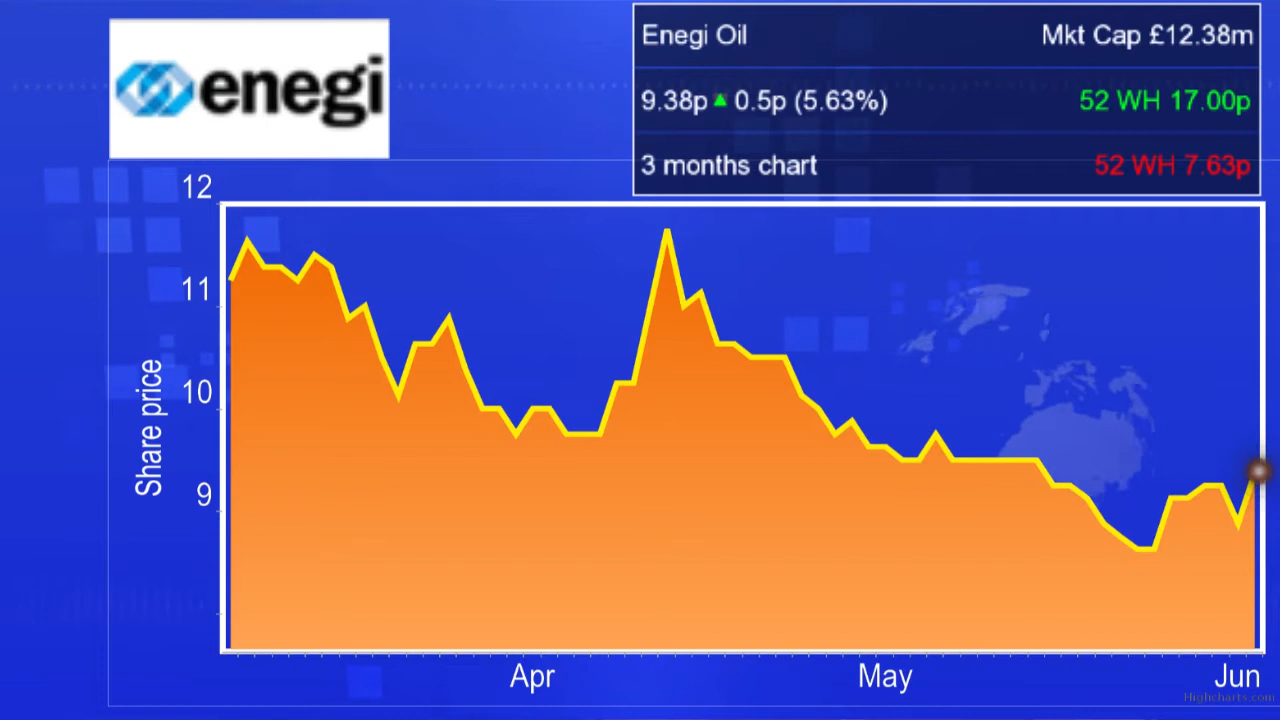 enegi
Enegi Oil Mkt Cap £12.38m
9.38p ▲ 0.5p (5.63%) 52 WH 17.00p
3 months chart 52 WH 7.63p
12
11
10
9
Share price
Apr May Jun
Highcharts.com